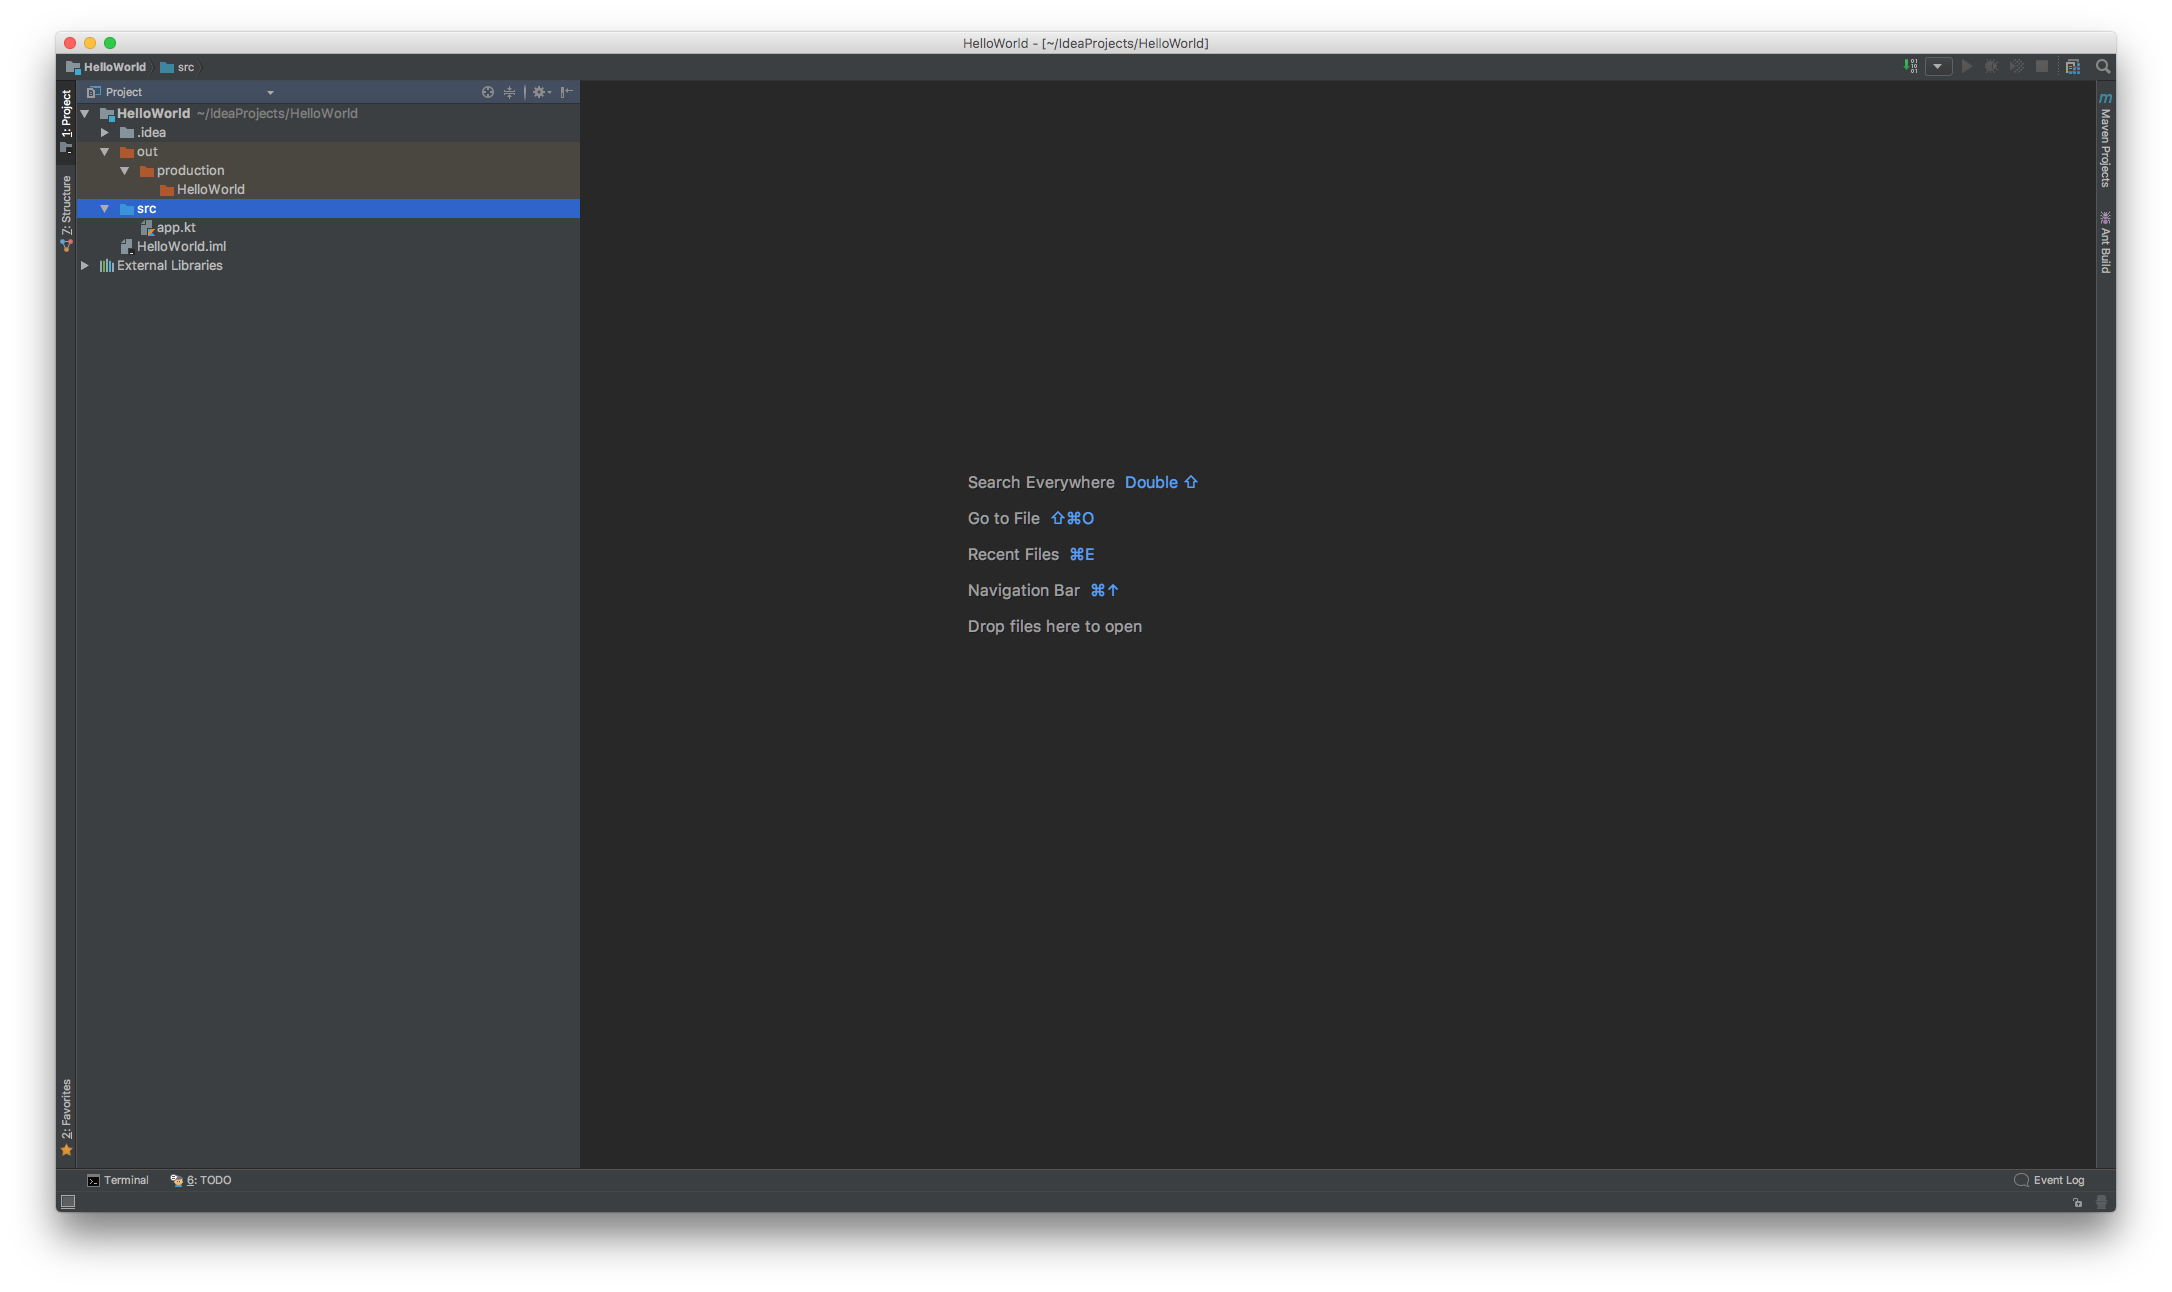 HelloWorld - [~/IdeaProjects/HelloWorld]
HelloWorld src
1: Project
Project
HelloWorld ~/IdeaProjects/HelloWorld
.idea
out
production
HelloWorld
src
app.kt
HelloWorld.iml
External Libraries
7: Structure
2: Favorites
Search Everywhere Double ⇧
Go to File ⇧⌘O
Recent Files ⌘E
Navigation Bar ⌘↑
Drop files here to open
m Maven Projects
Ant Build
Terminal 6: TODO Event Log